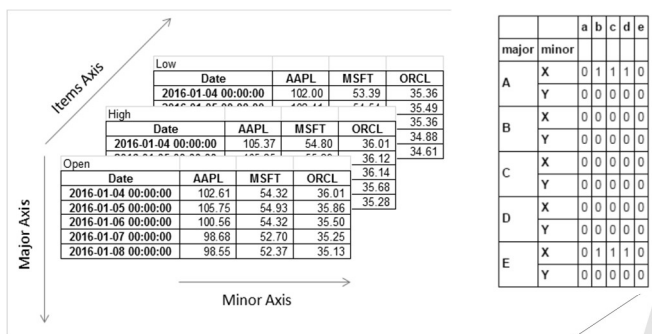 Items Axis
Low
Date AAPL MSFT ORCL
2016-01-04 00:00:00 102.00 53.39 35.36
35.49
35.36
34.88
34.61
High
Date AAPL MSFT ORCL
2016-01-04 00:00:00 105.37 54.80 36.01
36.12
36.14
35.68
35.28
Open
Date AAPL MSFT ORCL
2016-01-04 00:00:00 102.61 54.32 36.01
2016-01-05 00:00:00 105.75 54.93 35.86
2016-01-06 00:00:00 100.56 54.32 35.50
2016-01-07 00:00:00 98.68 52.70 35.25
2016-01-08 00:00:00 98.55 52.37 35.13
Major Axis
Minor Axis
a b c d e
major minor
A X 0 1 1 1 0
Y 0 0 0 0 0
B X 0 0 0 0 0
Y 0 0 0 0 0
C X 0 0 0 0 0
Y 0 0 0 0 0
D X 0 0 0 0 0
Y 0 0 0 0 0
E X 0 1 1 1 0
Y 0 0 0 0 0